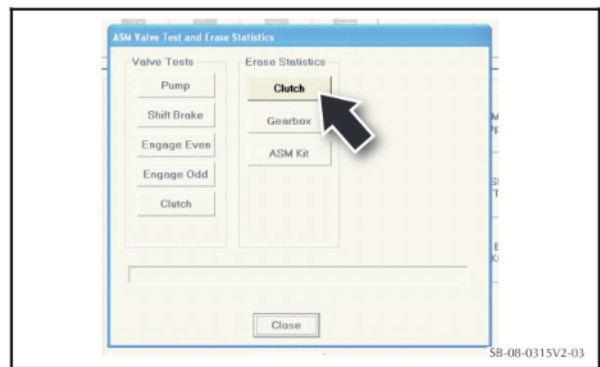 ASM Valve Test and Erase Statistics
Valve Tests
Pump
Shift Brake
Engage Even
Engage Odd
Clutch
Erase Statistics
Clutch
Gearbox
ASM Kit
Close
SB-08-0315V2-03